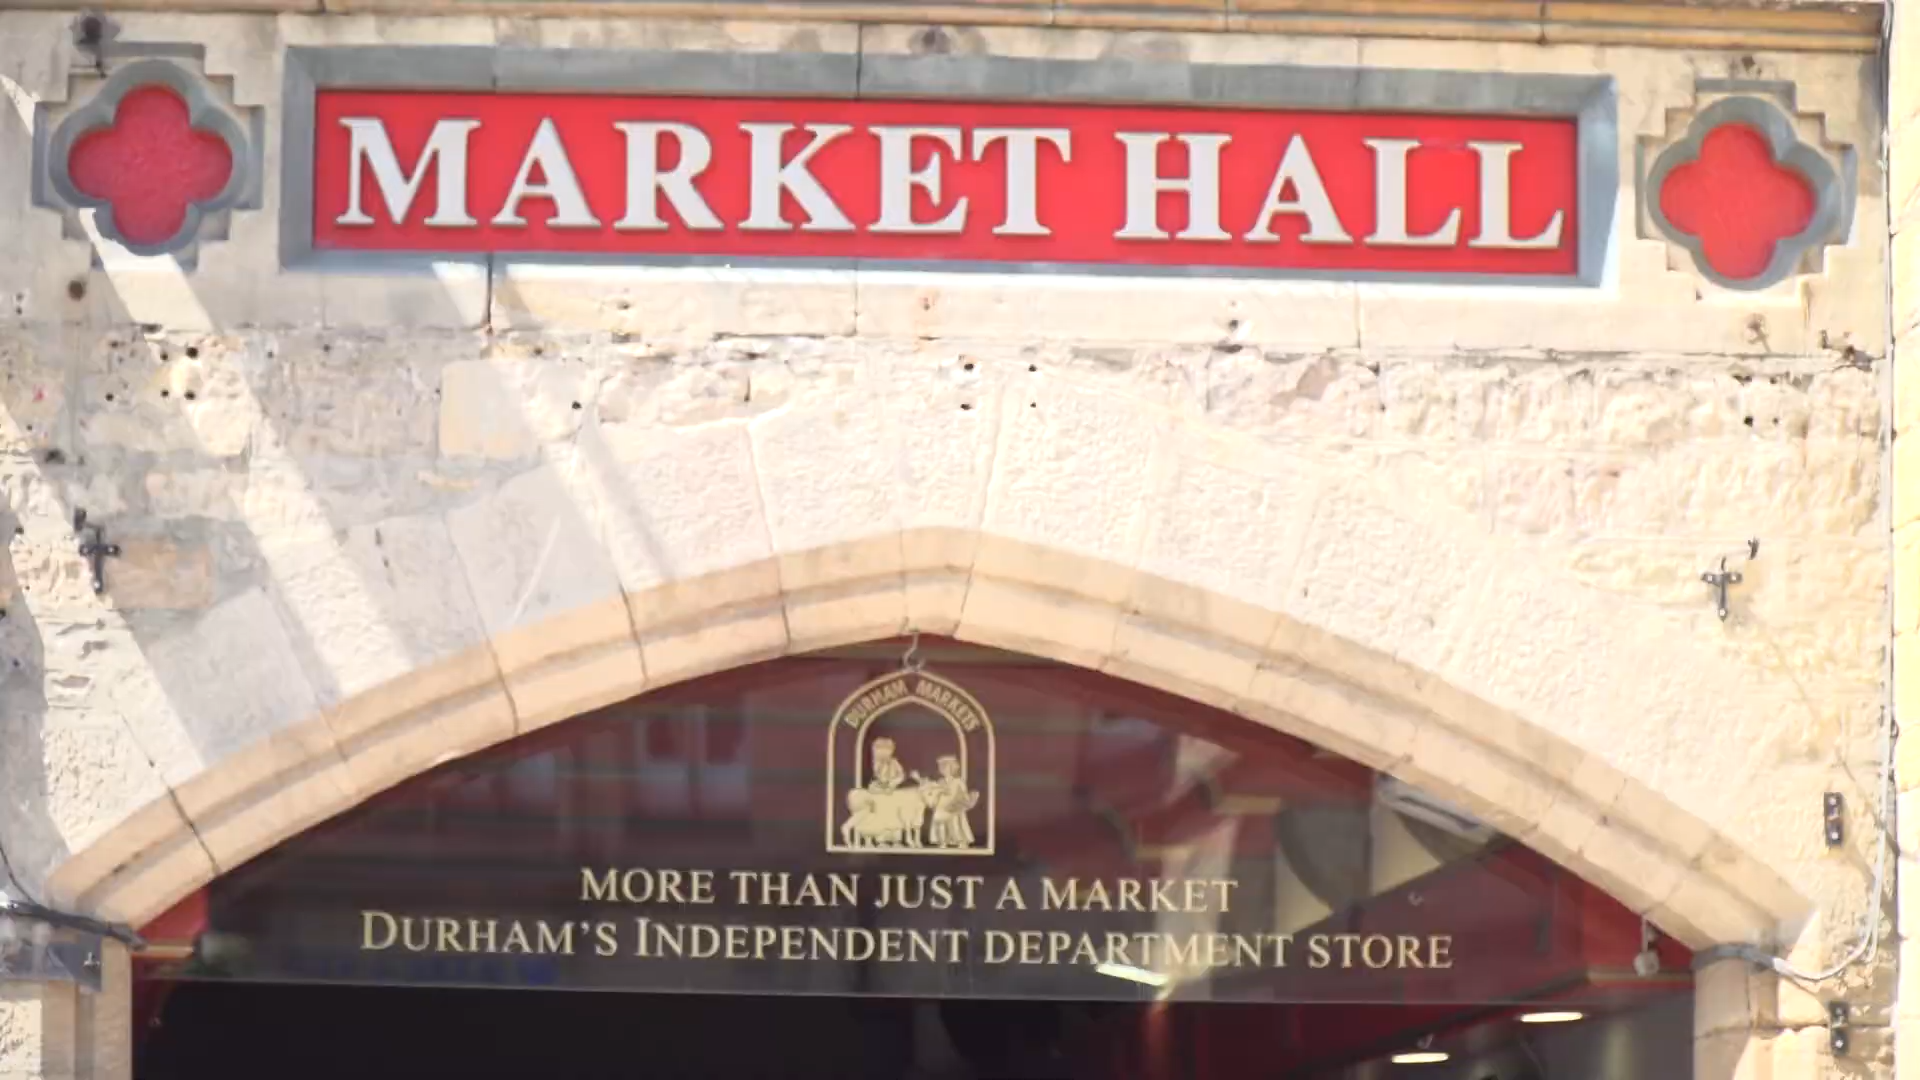 MARKET HALL
DURHAM MARKETS
MORE THAN JUST A MARKET
DURHAM'S INDEPENDENT DEPARTMENT STORE